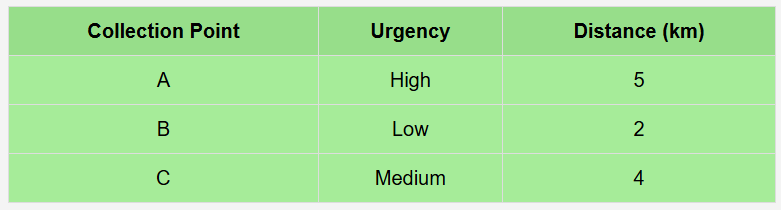 Collection Point Urgency Distance (km)
A High 5
B Low 2
C Medium 4